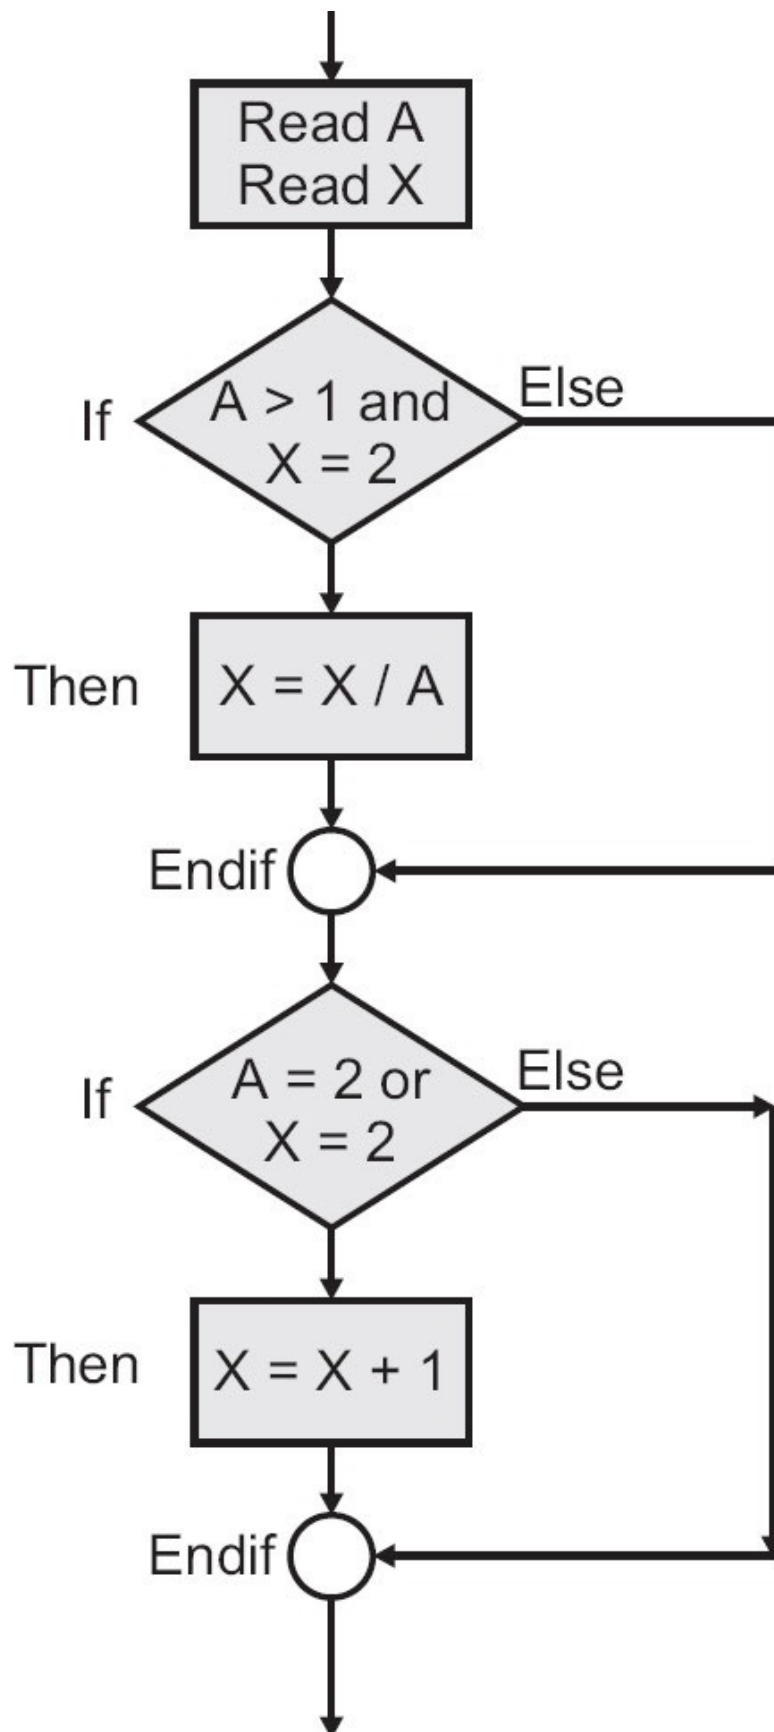 Read A
Read X
If
A > 1 and
X = 2
Else
Then
X = X / A
Endif
If
A = 2 or
X = 2
Else
Then
X = X + 1
Endif